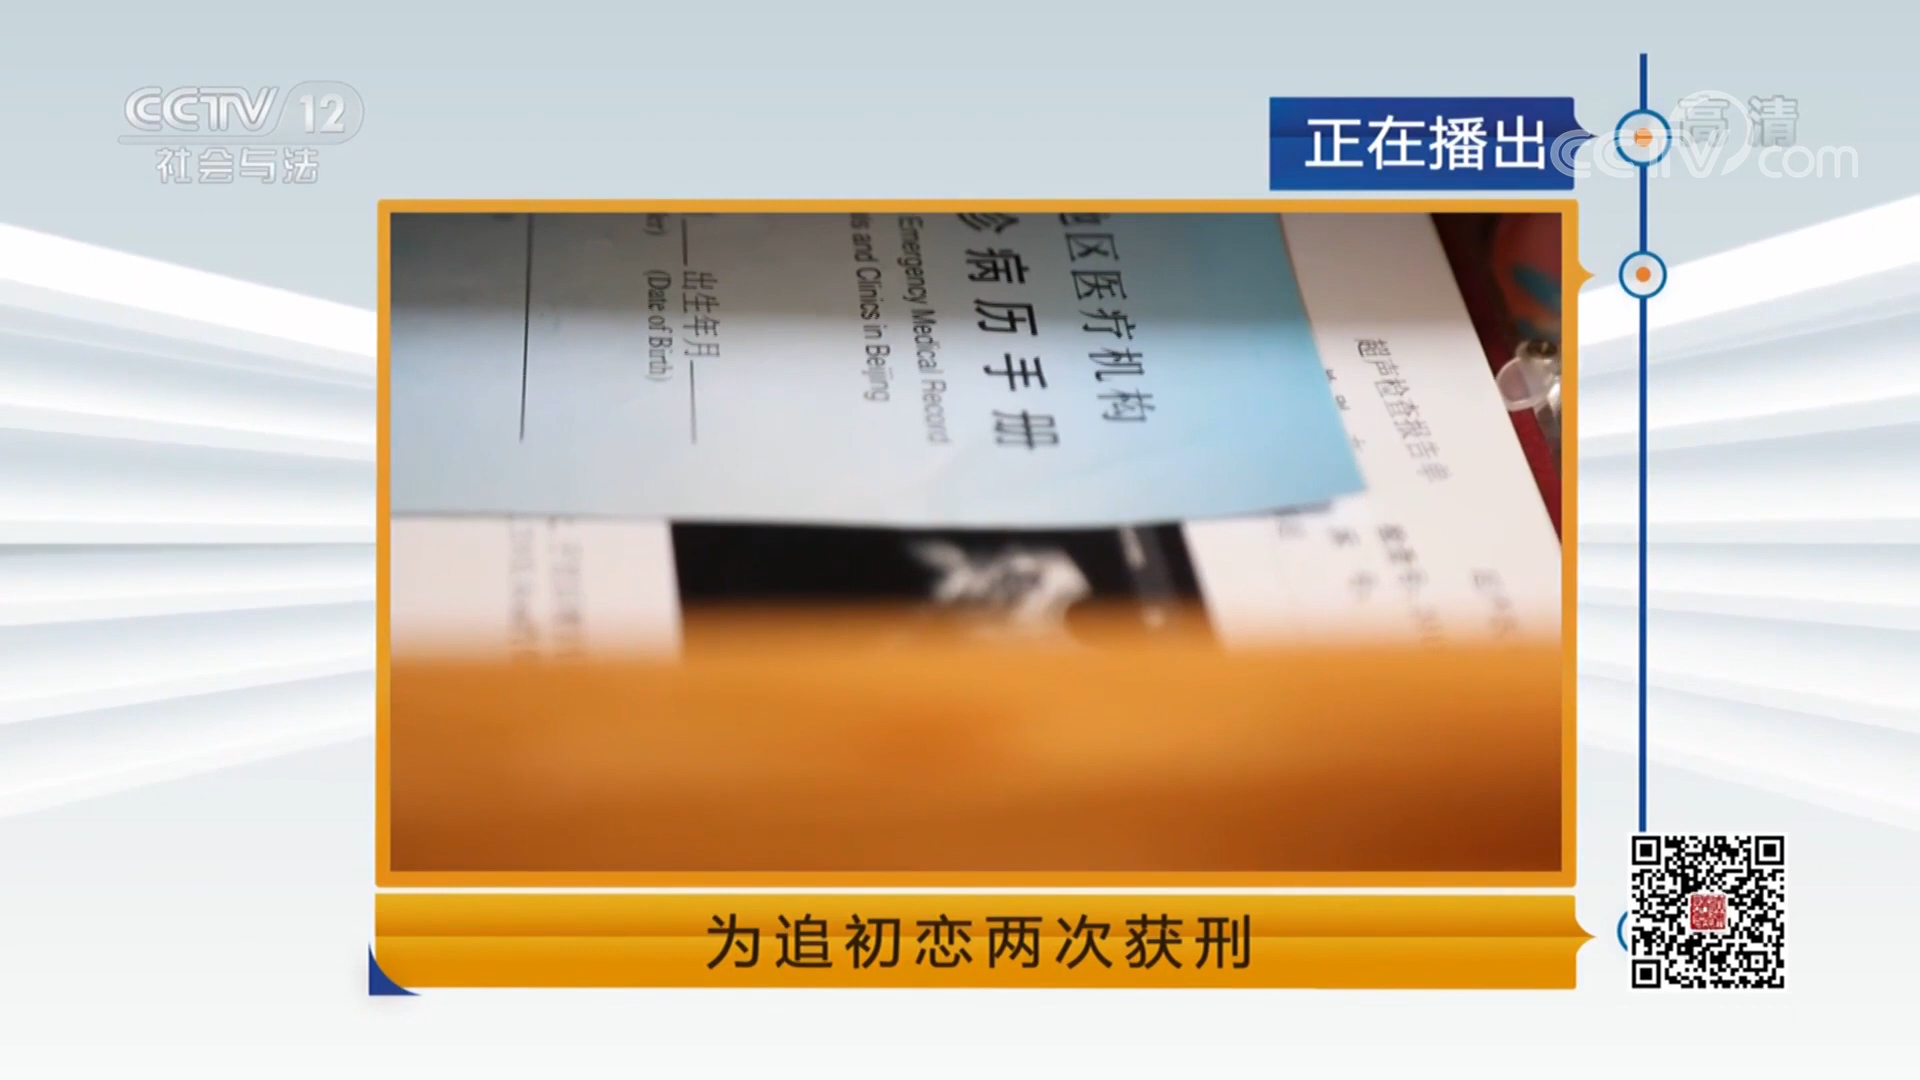 CCTV 12
社会与法
正在播出
高清
CCTV.com
地区医疗机构
诊病历手册
Emergency Medical Record
and Clinics in Beijing
出生年月
(Date of Birth)
超声检查报告单
为追初恋两次获刑